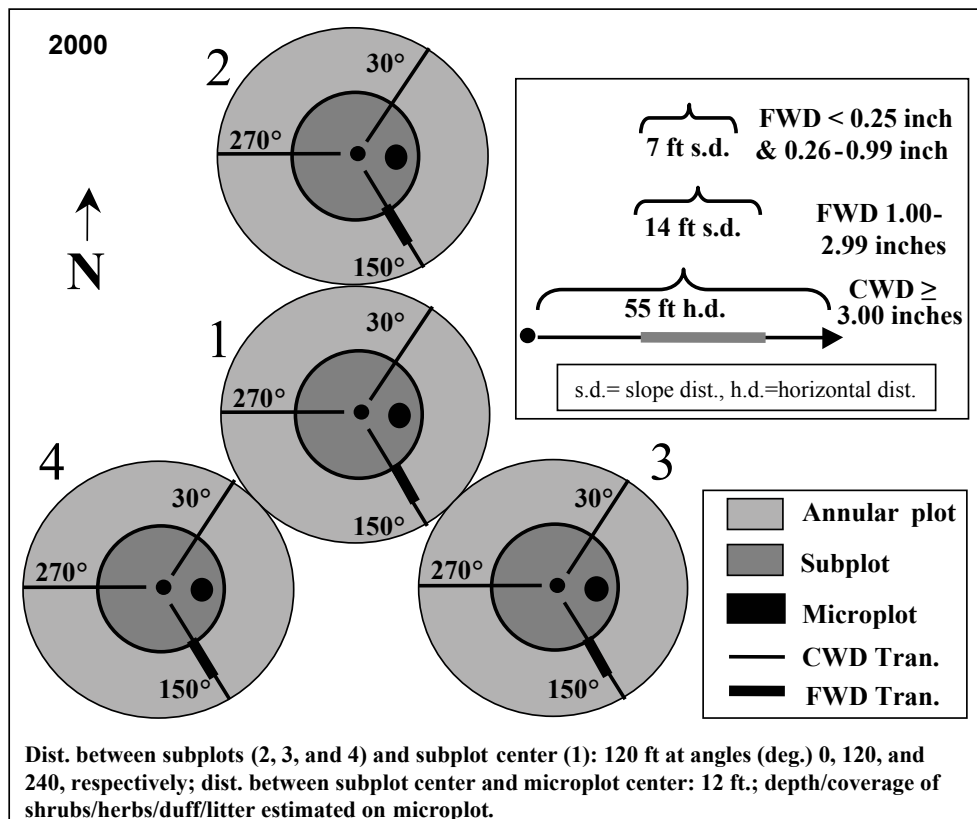 2000
2
30°
270°
150°
N
1
30°
270°
150°
4
30°
270°
150°
3
30°
270°
150°
7 ft s.d.
FWD < 0.25 inch
& 0.26-0.99 inch
14 ft s.d.
FWD 1.00-
2.99 inches
55 ft h.d.
CWD ≥
3.00 inches
s.d.= slope dist., h.d.=horizontal dist.
Annular plot
Subplot
Microplot
CWD Tran.
FWD Tran.
Dist. between subplots (2, 3, and 4) and subplot center (1): 120 ft at angles (deg.) 0, 120, and
240, respectively; dist. between subplot center and microplot center: 12 ft.; depth/coverage of
shrubs/herbs/duff/litter estimated on microplot.